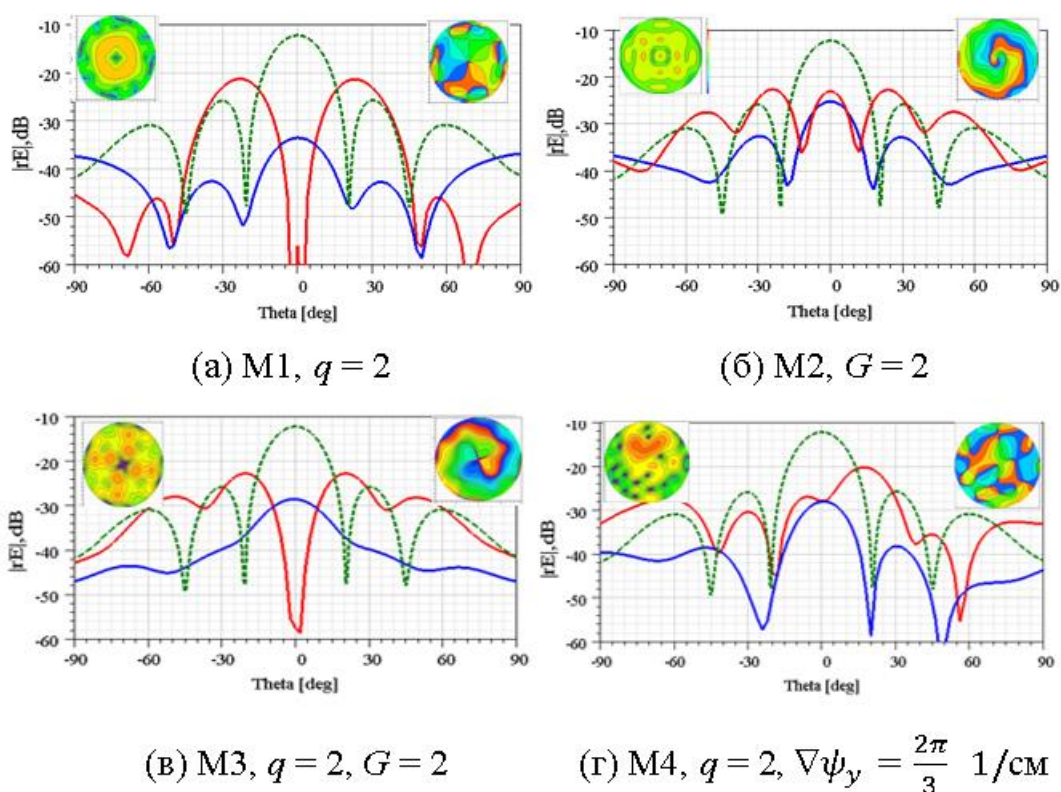 -10
-20
-30
-40
-50
-60
|rE|,dB
-90 -60 -30 0 30 60 90
Theta [deg]
(а) M1, q = 2
-10
-20
-30
-40
-50
-60
|rE|,dB
-90 -60 -30 0 30 60 90
Theta [deg]
(б) M2, G = 2
-10
-20
-30
-40
-50
-60
|rE|,dB
-90 -60 -30 0 30 60 90
Theta [deg]
(в) M3, q = 2, G = 2
-10
-20
-30
-40
-50
-60
|rE|,dB
-90 -60 -30 0 30 60 90
Theta [deg]
(г) M4, q = 2, ∇ψ_y = 2π/3 1/см